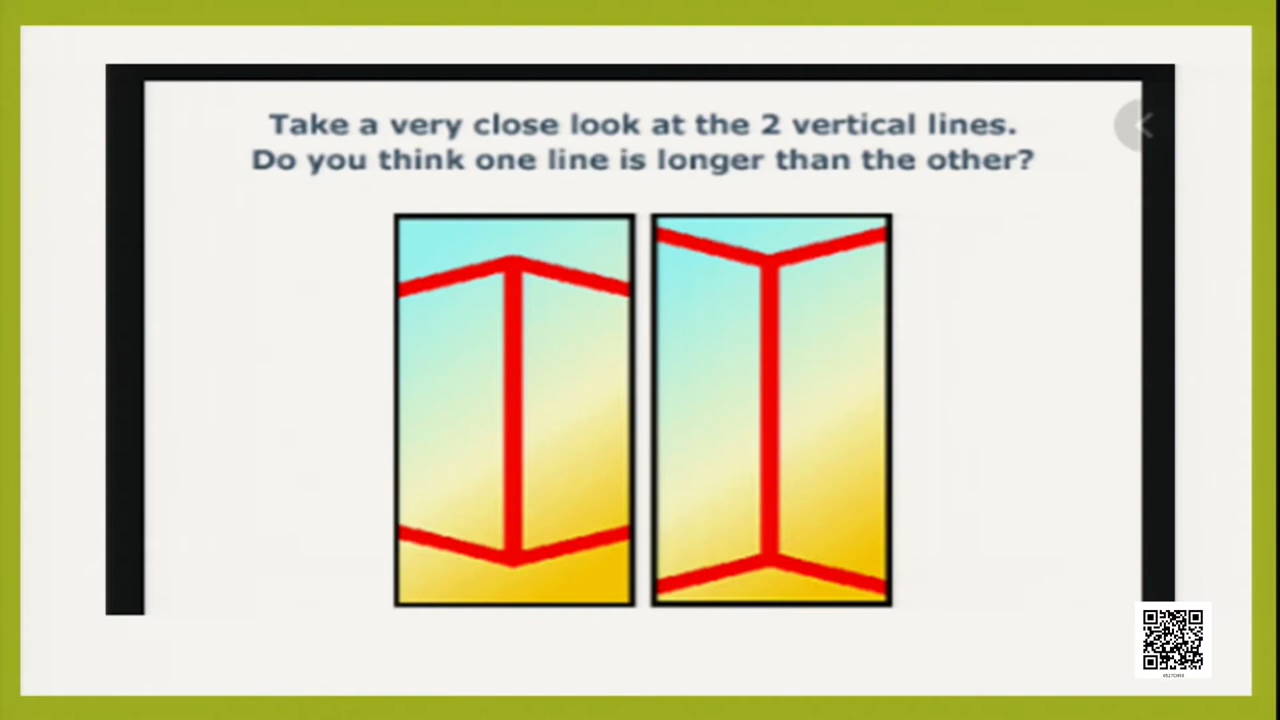 Take a very close look at the 2 vertical lines.
Do you think one line is longer than the other?